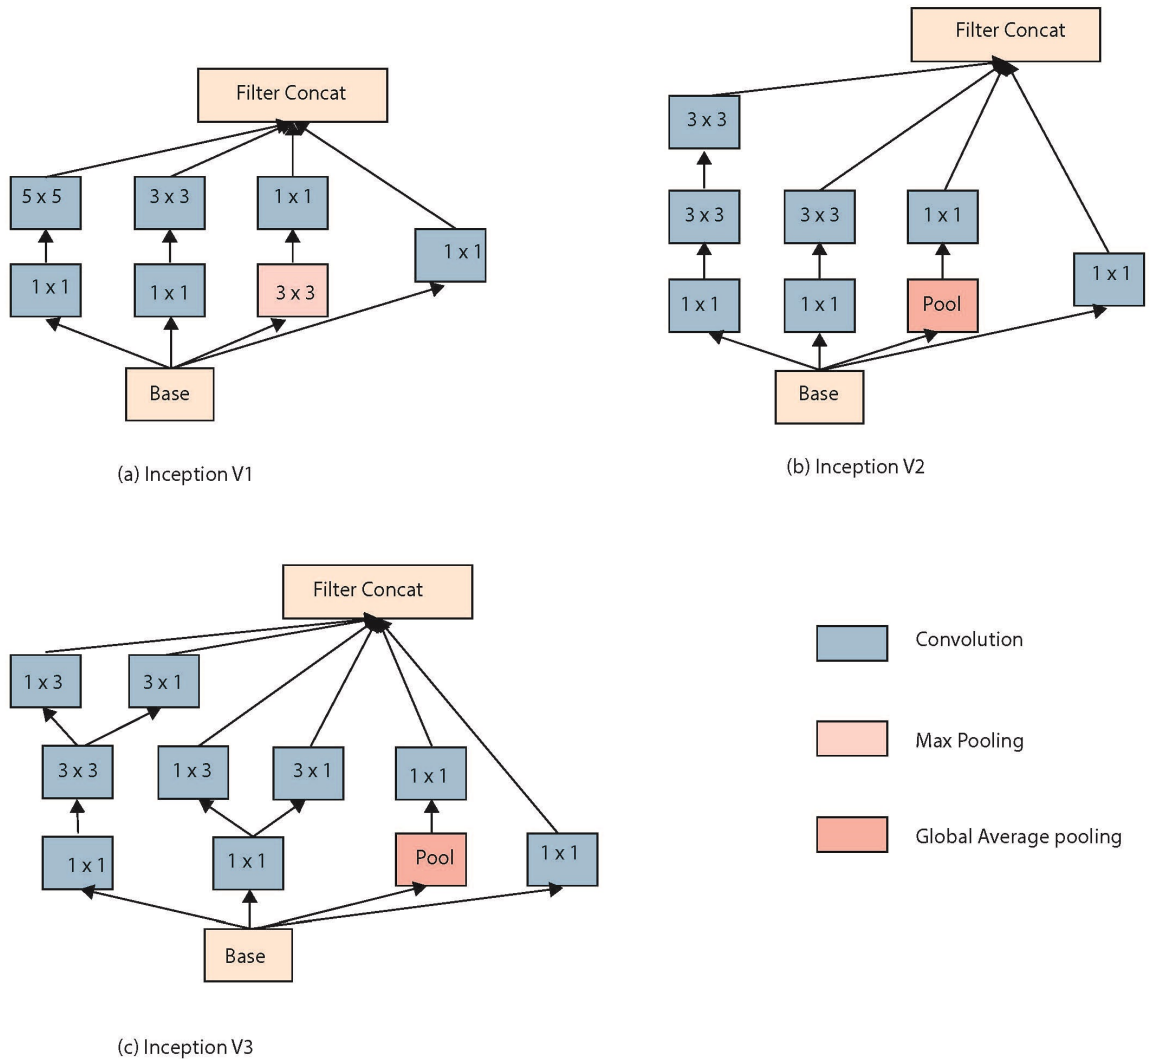 Filter Concat
5 x 5
3 x 3
1 x 1
1 x 1
1 x 1
1 x 1
3 x 3
Base
(a) Inception V1
Filter Concat
3 x 3
3 x 3
3 x 3
1 x 1
1 x 1
1 x 1
1 x 1
Pool
Base
(b) Inception V2
Filter Concat
1 x 3
3 x 1
3 x 3
1 x 3
3 x 1
1 x 1
1 x 1
1 x 1
Pool
1 x 1
Base
(c) Inception V3
Convolution
Max Pooling
Global Average pooling